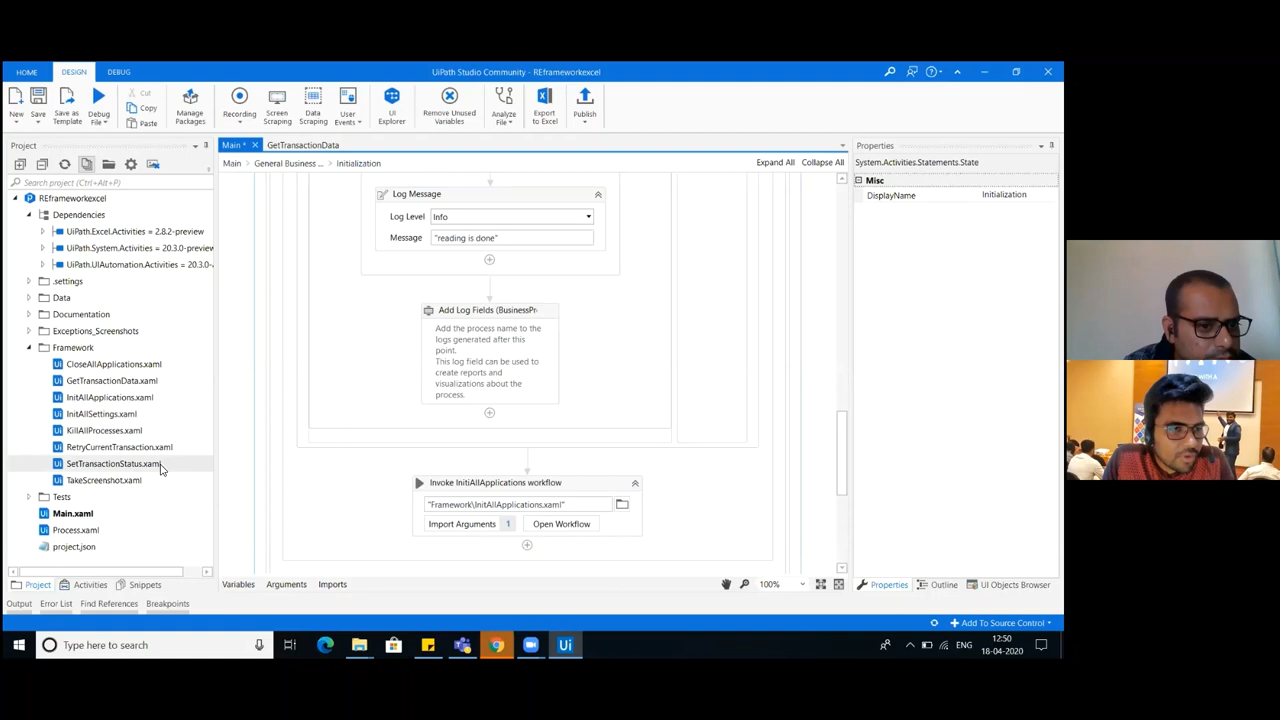 HOME DESIGN DEBUG UiPath Studio Community - REframeworkexcel
New Save Save as Template Debug File Cut Copy Paste Manage Packages Recording Screen Scraping Data Scraping User Events UI Explorer Remove Unused Variables Analyze File Export to Excel Publish
Project
Search project (Ctrl+Alt+P)
REframeworkexcel
Dependencies
UiPath.Excel.Activities = 2.8.2-preview
UiPath.System.Activities = 20.3.0-preview
UiPath.UIAutomation.Activities = 20.3.0-
.settings
Data
Documentation
Exceptions_Screenshots
Framework
CloseAllApplications.xaml
GetTransactionData.xaml
InitAllApplications.xaml
InitAllSettings.xaml
KillAllProcesses.xaml
RetryCurrentTransaction.xaml
SetTransactionStatus.xaml
TakeScreenshot.xaml
Tests
Main.xaml
Process.xaml
project.json
Project Activities Snippets
Main * GetTransactionData
Main General Business ... Initialization Expand All Collapse All
Log Message
Log Level Info
Message "reading is done"
Add Log Fields (BusinessPr
Add the process name to the
logs generated after this
point.
This log field can be used to
create reports and
visualizations about the
process.
Invoke InitiAllApplications workflow
"Framework\InitAllApplications.xaml"
Import Arguments 1 Open Workflow
Variables Arguments Imports 100%
Properties
System.Activities.Statements.State
Misc
DisplayName Initialization
Properties Outline UI Objects Browser
Output Error List Find References Breakpoints
Add To Source Control
Type here to search
ENG
12:50
18-04-2020
WITH A